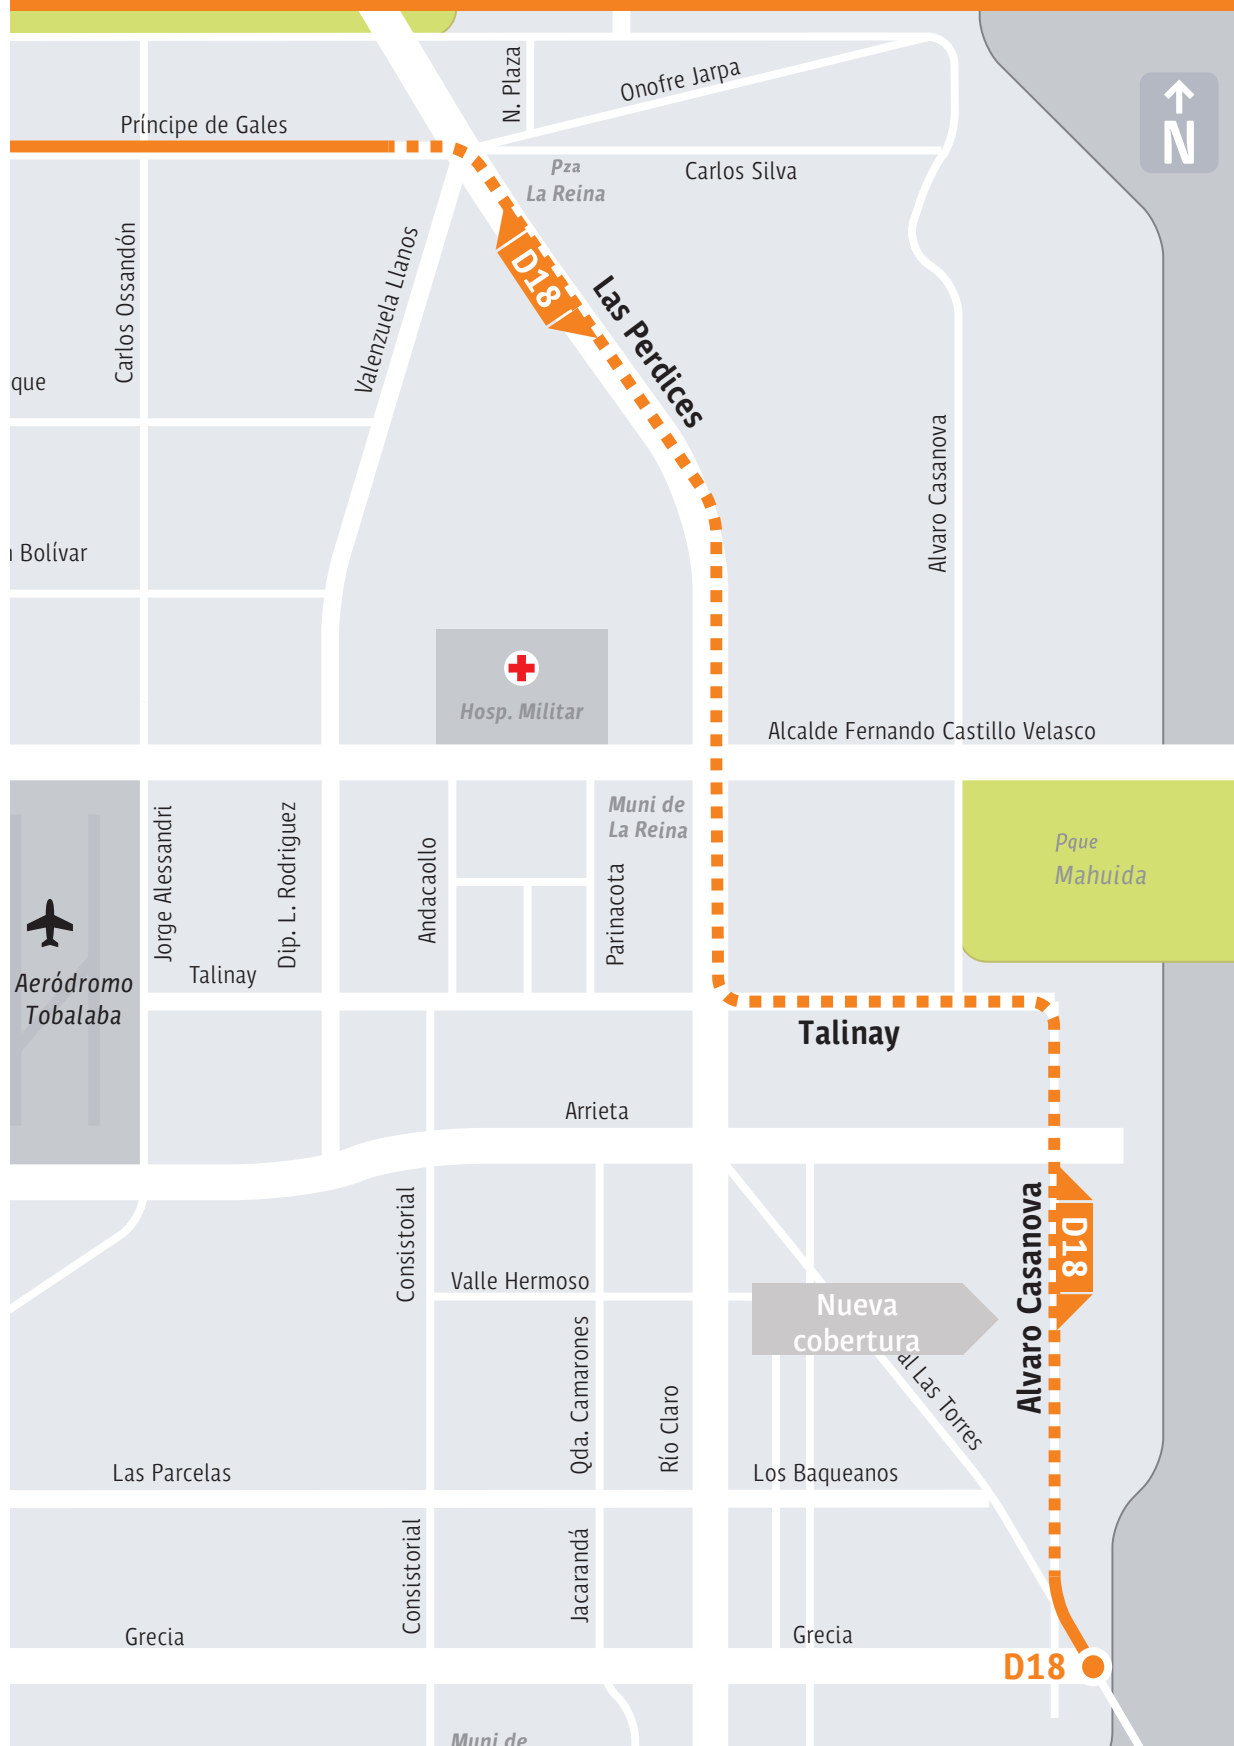 N. Plaza
Onofre Jarpa
N
Príncipe de Gales
Pza
La Reina
Carlos Silva
Carlos Ossandón
Valenzuela Llanos
D18
Las Perdices
que
Alvaro Casanova
Bolívar
Hosp. Militar
Alcalde Fernando Castillo Velasco
Muni de
La Reina
Jorge Alessandri
Dip. L. Rodriguez
Andacaollo
Parinacota
Pque
Mahuida
Aeródromo
Tobalaba
Talinay
Talinay
Arrieta
Consistorial
Alvaro Casanova
D18
Valle Hermoso
Nueva
cobertura
Qda. Camarones
Río Claro
al Las Torres
Las Parcelas
Los Baqueanos
Consistorial
Jacarandá
Grecia
Grecia
D18
Muni de